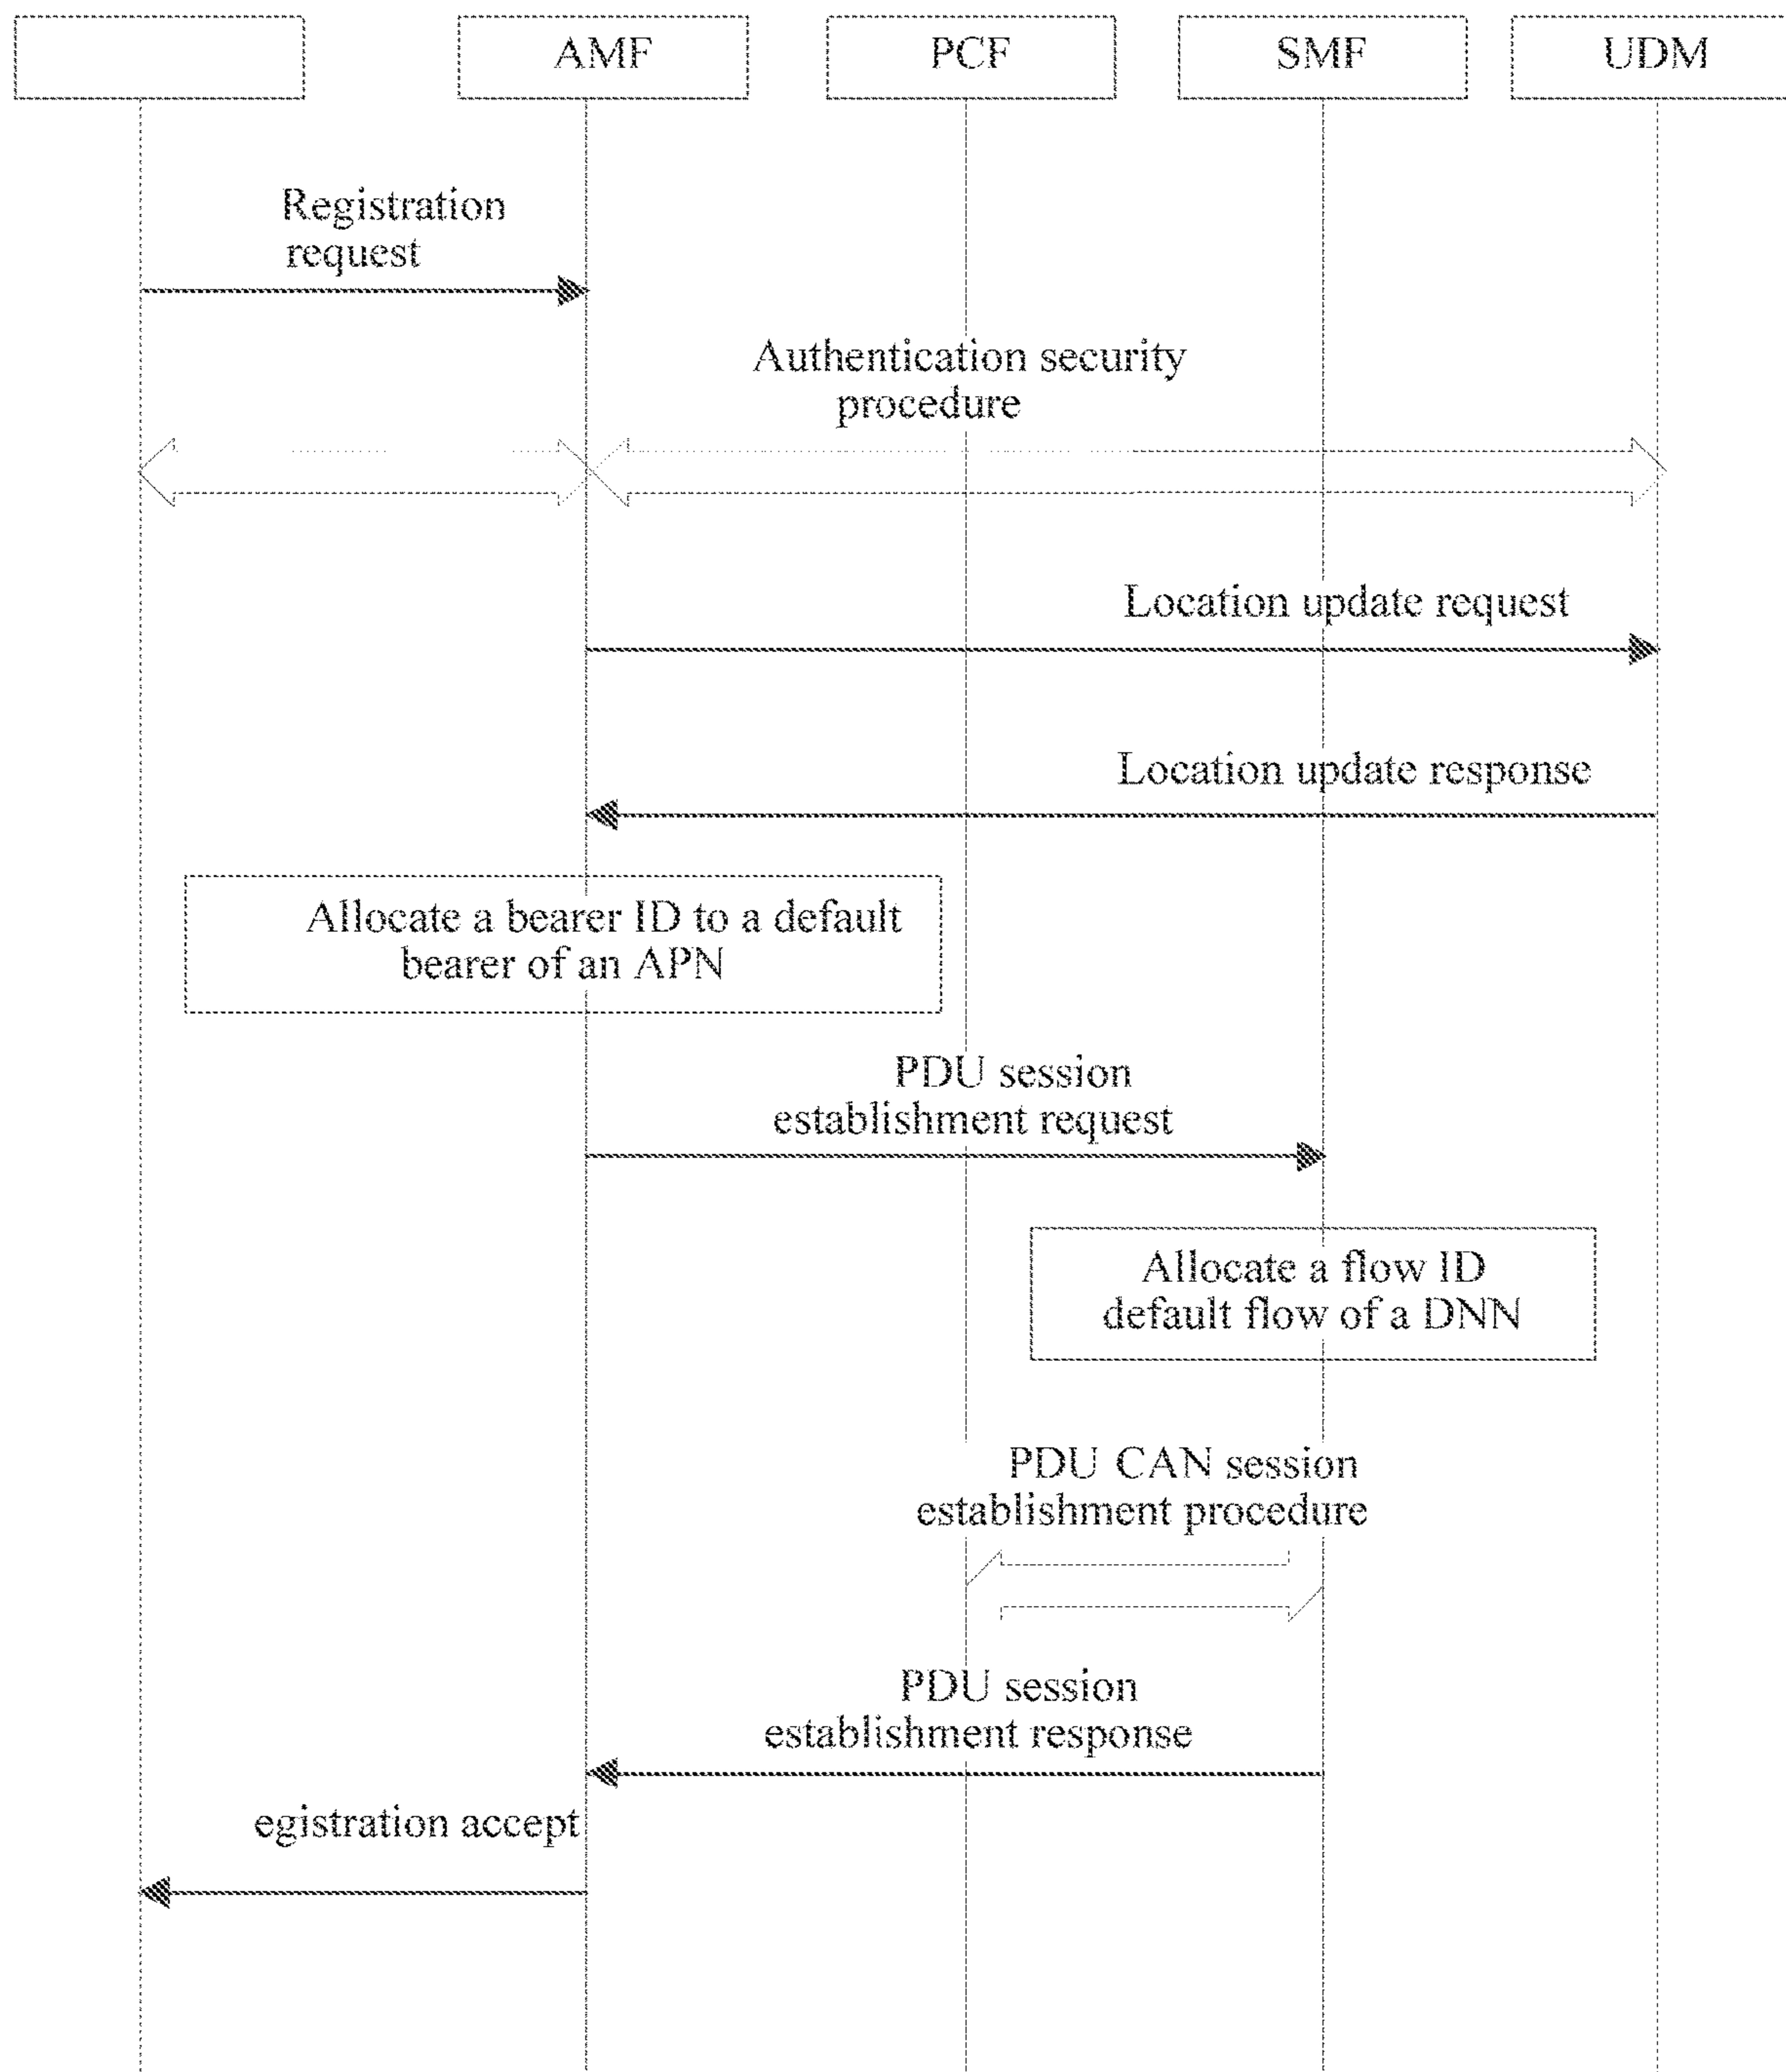 AMF
PCF
SMF
UDM
Registration
request
Authentication security
procedure
Location update request
Location update response
Allocate a bearer ID to a default
bearer of an APN
PDU session
establishment request
Allocate a flow ID
default flow of a DNN
PDU CAN session
establishment procedure
PDU session
establishment response
egistration accept